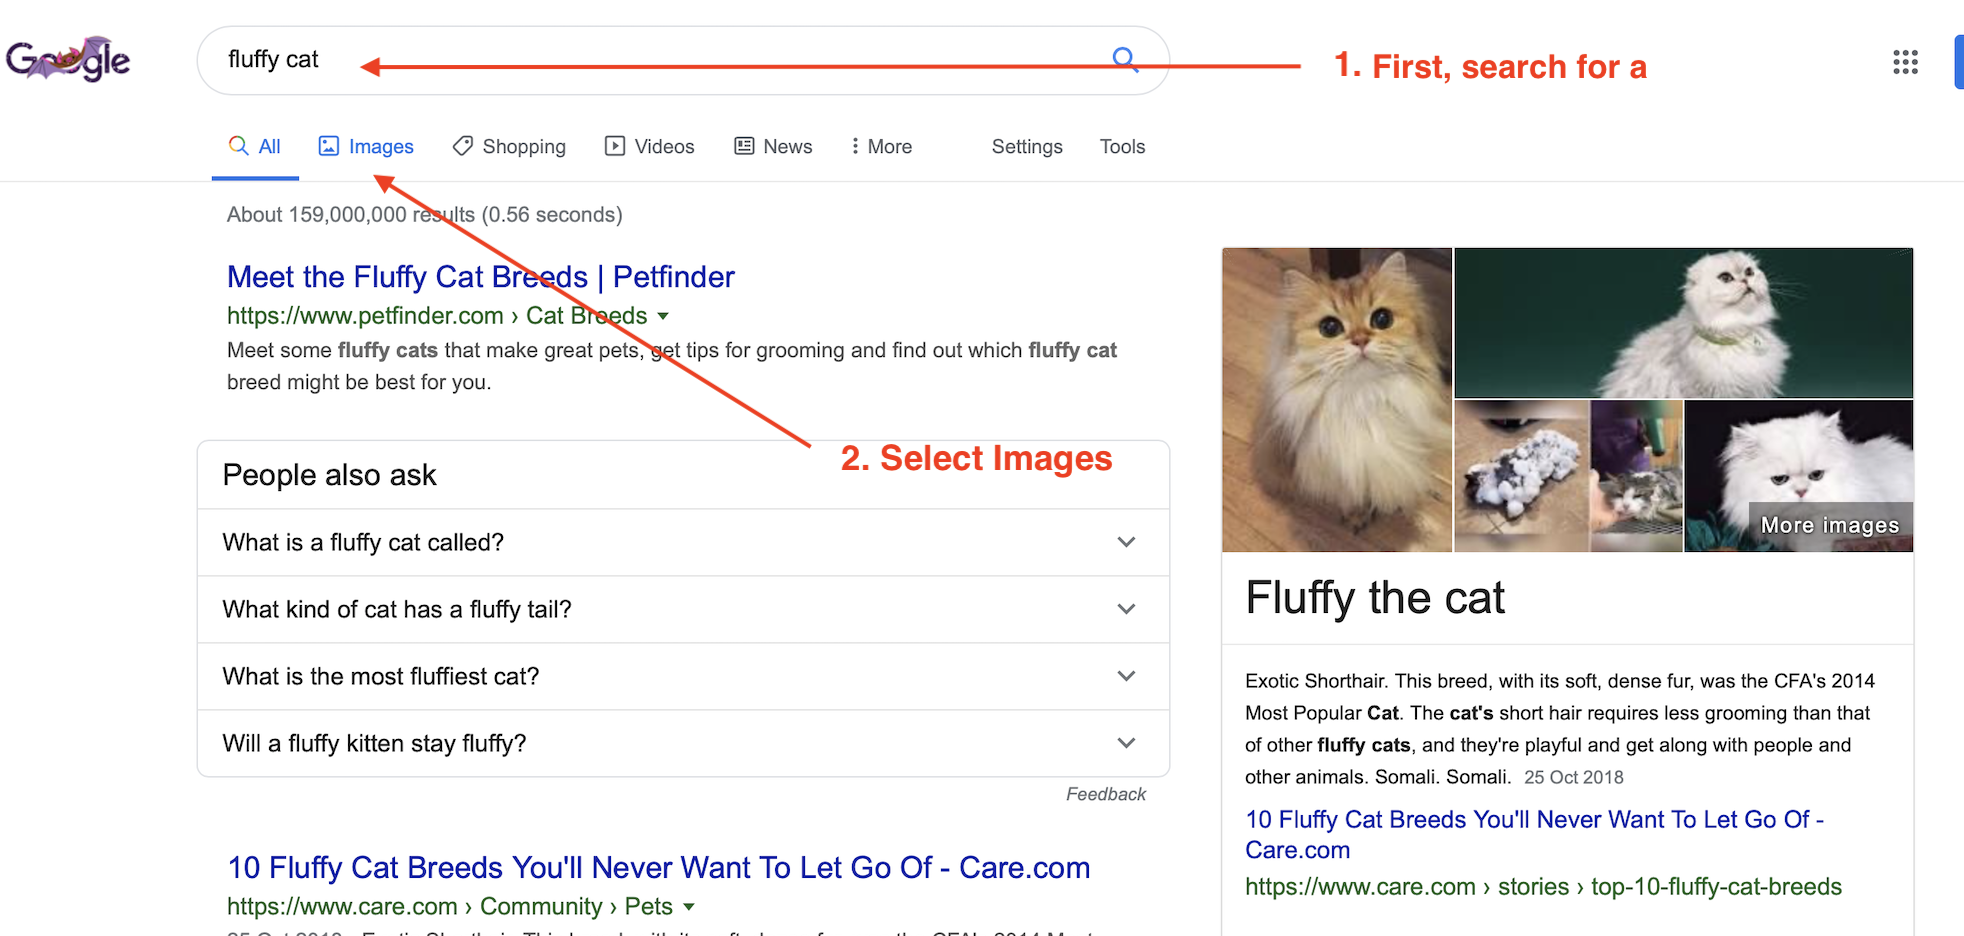 Google
fluffy cat
1. First, search for a
All
Images
Shopping
Videos
News
More
Settings
Tools
About 159,000,000 results (0.56 seconds)
Meet the Fluffy Cat Breeds | Petfinder
https://www.petfinder.com › Cat Breeds
Meet some fluffy cats that make great pets, get tips for grooming and find out which fluffy cat
breed might be best for you.
2. Select Images
People also ask
What is a fluffy cat called?
What kind of cat has a fluffy tail?
What is the most fluffiest cat?
Will a fluffy kitten stay fluffy?
Feedback
10 Fluffy Cat Breeds You'll Never Want To Let Go Of - Care.com
https://www.care.com › Community › Pets
More images
Fluffy the cat
Exotic Shorthair. This breed, with its soft, dense fur, was the CFA's 2014
Most Popular Cat. The cat's short hair requires less grooming than that
of other fluffy cats, and they're playful and get along with people and
other animals. Somali. Somali. 25 Oct 2018
10 Fluffy Cat Breeds You'll Never Want To Let Go Of -
Care.com
https://www.care.com › stories › top-10-fluffy-cat-breeds